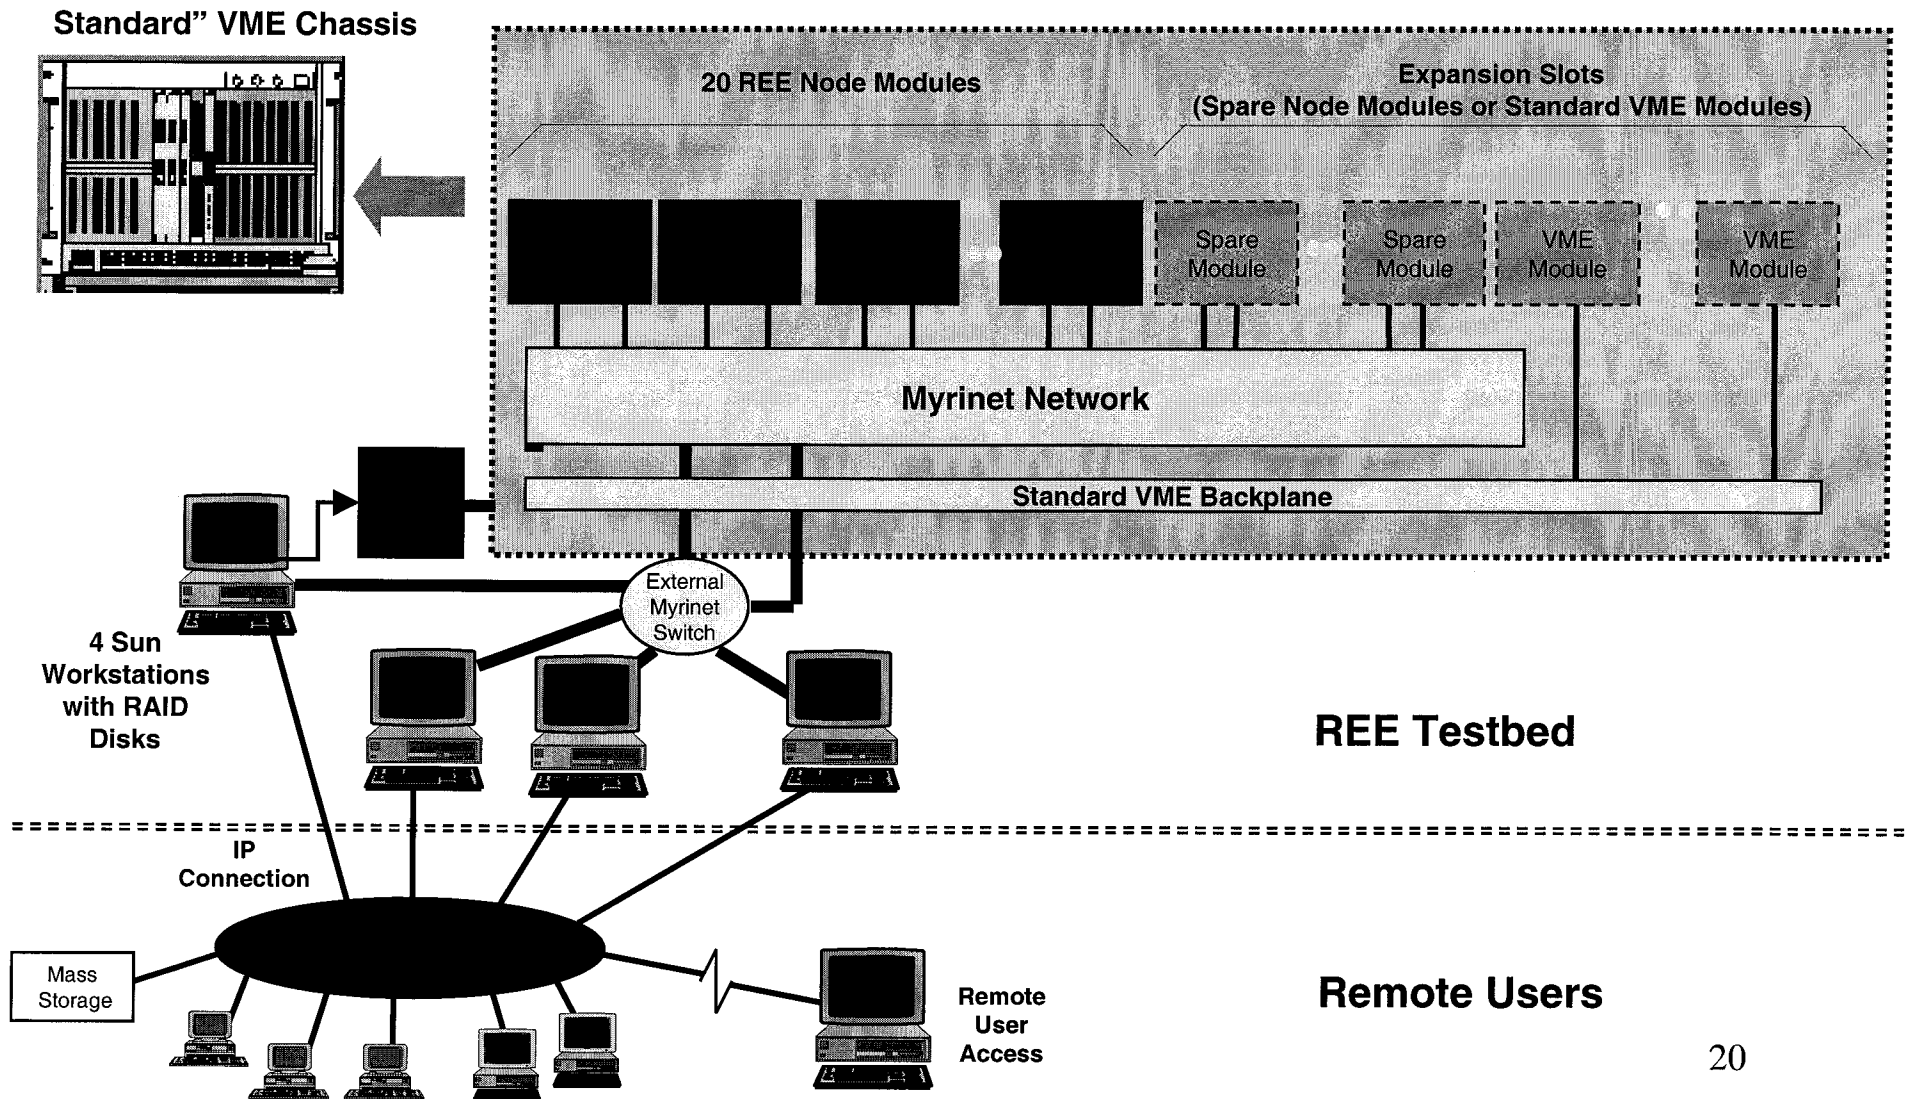 Standard” VME Chassis
20 REE Node Modules
Expansion Slots
(Spare Node Modules or Standard VME Modules)
Spare
Module
Spare
Module
VME
Module
VME
Module
Myrinet Network
Standard VME Backplane
External
Myrinet
Switch
4 Sun
Workstations
with RAID
Disks
REE Testbed
IP
Connection
Mass
Storage
Remote
User
Access
Remote Users
20